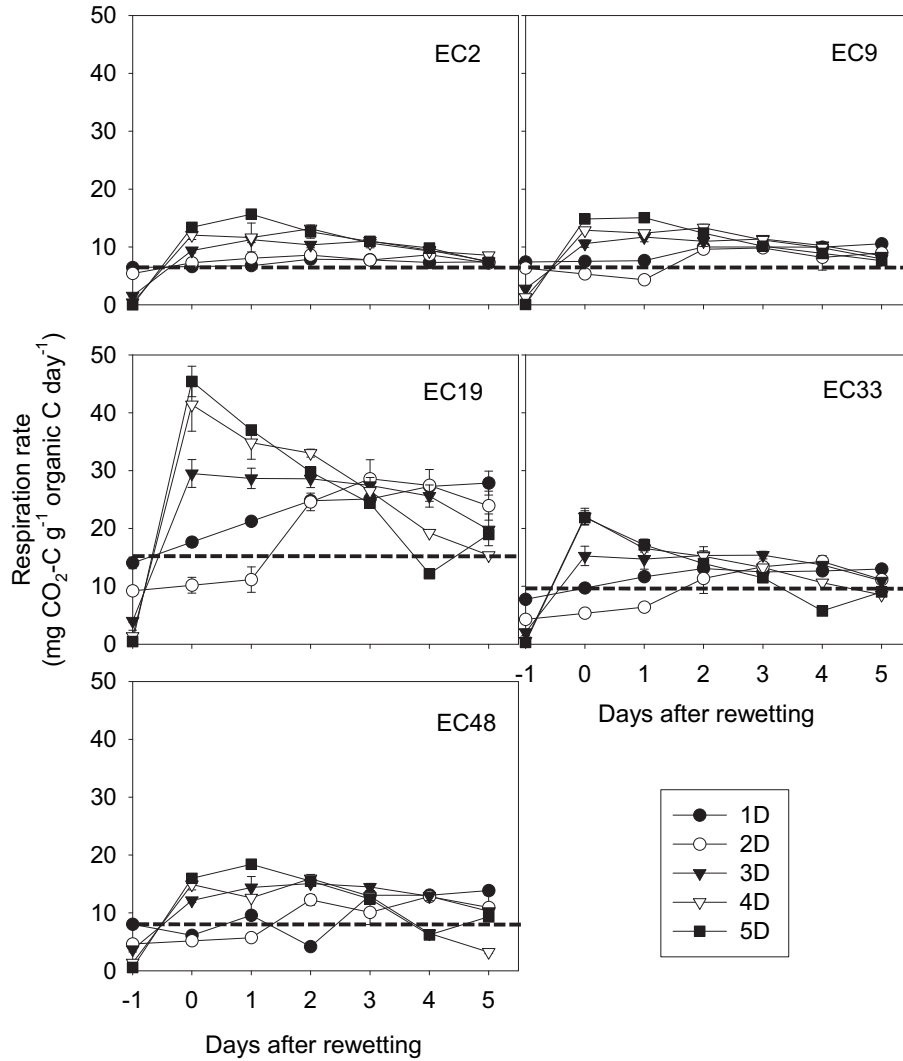 50
40
30
20
10
0
EC2
EC9
Respiration rate
(mg CO₂-C g⁻¹ organic C day⁻¹)
50
40
30
20
10
0
EC19
EC33
-1 0 1 2 3 4 5
Days after rewetting
50
40
30
20
10
0
EC48
-1 0 1 2 3 4 5
Days after rewetting
1D
2D
3D
4D
5D